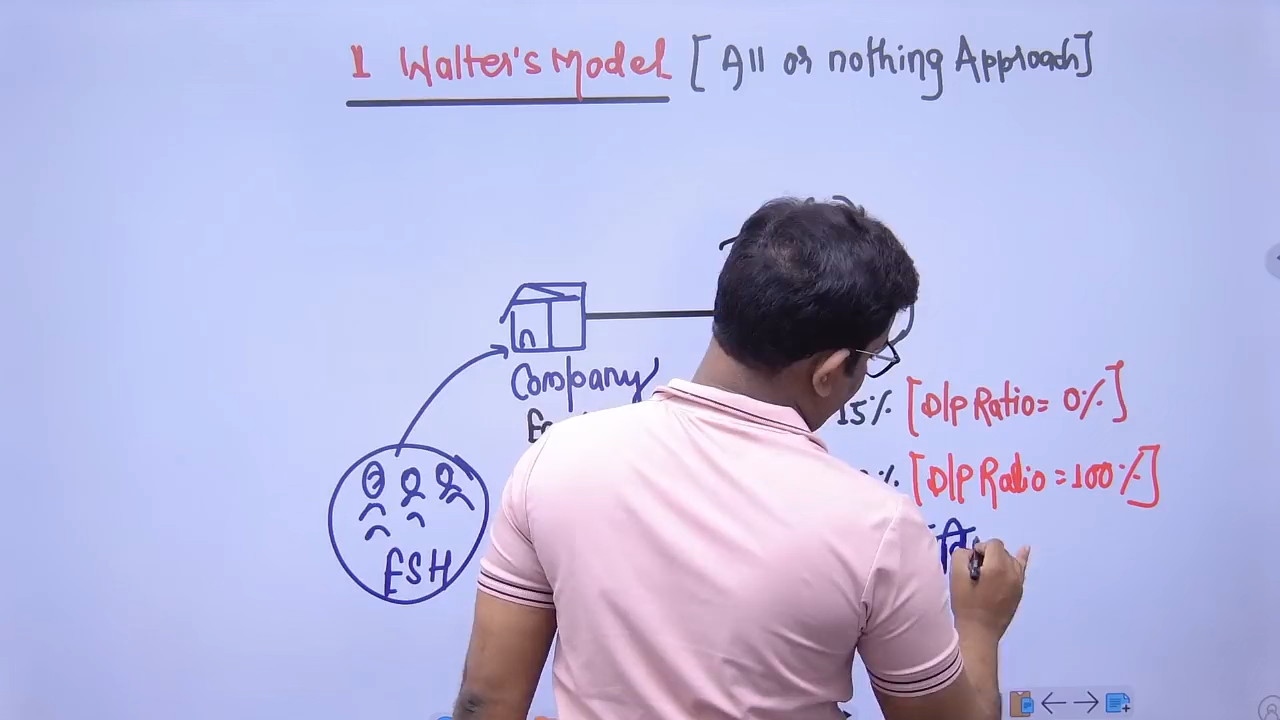 1 Walter's Model [All or nothing Approach]
n
Company
15% [D/P Ratio = 0%]
% [D/P Ratio = 100%]
ESH